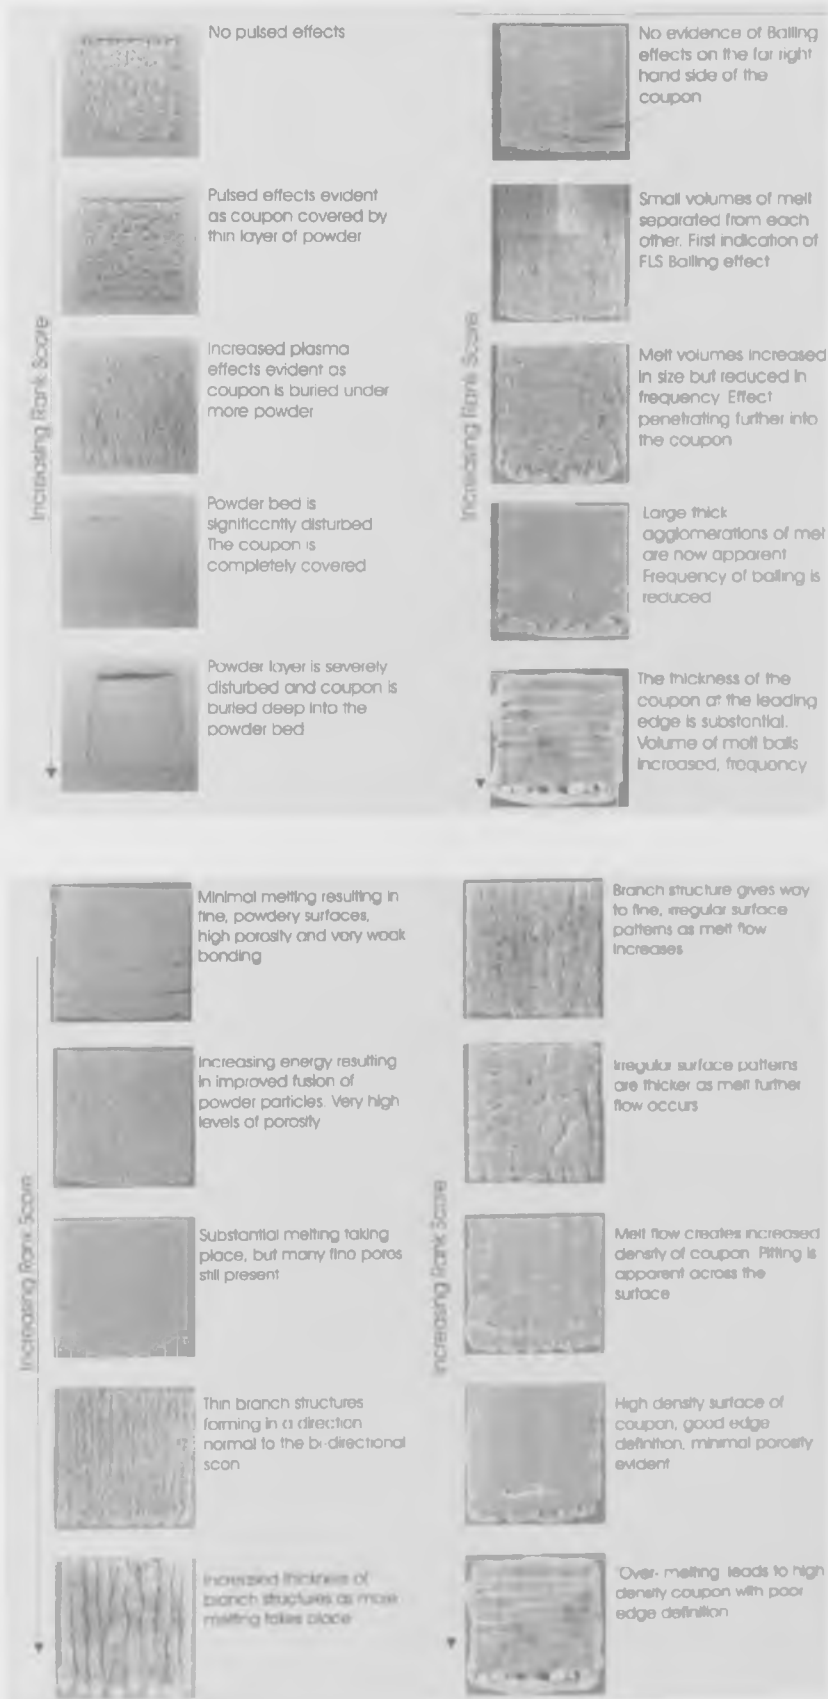 No pulsed effects
Pulsed effects evident
as coupon covered by
thin layer of powder
Increased plasma
effects evident as
coupon is buried under
more powder
Powder bed is
significantly disturbed
The coupon is
completely covered
Powder layer is severely
disturbed and coupon is
buried deep into the
powder bed
Increasing Rank Score
No evidence of Balling
effects on the far right
hand side of the
coupon
Small volumes of melt
separated from each
other. First indication of
FLS Balling effect
Melt volumes increased
in size but reduced in
frequency. Effect
penetrating further into
the coupon
Large thick
agglomerations of mel
are now apparent
Frequency of balling is
reduced
The thickness of the
coupon at the leading
edge is substantial.
Volume of melt balls
increased, frequency
Increasing Rank Score
Minimal melting resulting in
fine, powdery surfaces,
high porosity and very weak
bonding
Increasing energy resulting
in improved fusion of
powder particles. Very high
levels of porosity
Substantial melting taking
place, but many fine pores
still present
Thin branch structures
forming in a direction
normal to the bi-directional
scan
Increased thickness of
branch structures as more
melting takes place
Increasing Rank Score
Branch structure gives way
to fine, irregular surface
patterns as melt flow
increases
Irregular surface patterns
are thicker as melt further
flow occurs
Melt flow creates increased
density of coupon. Pitting is
apparent across the
surface
High density surface of
coupon, good edge
definition, minimal porosity
evident
'Over- melting' leads to high
density coupon with poor
edge definition
Increasing Rank Score